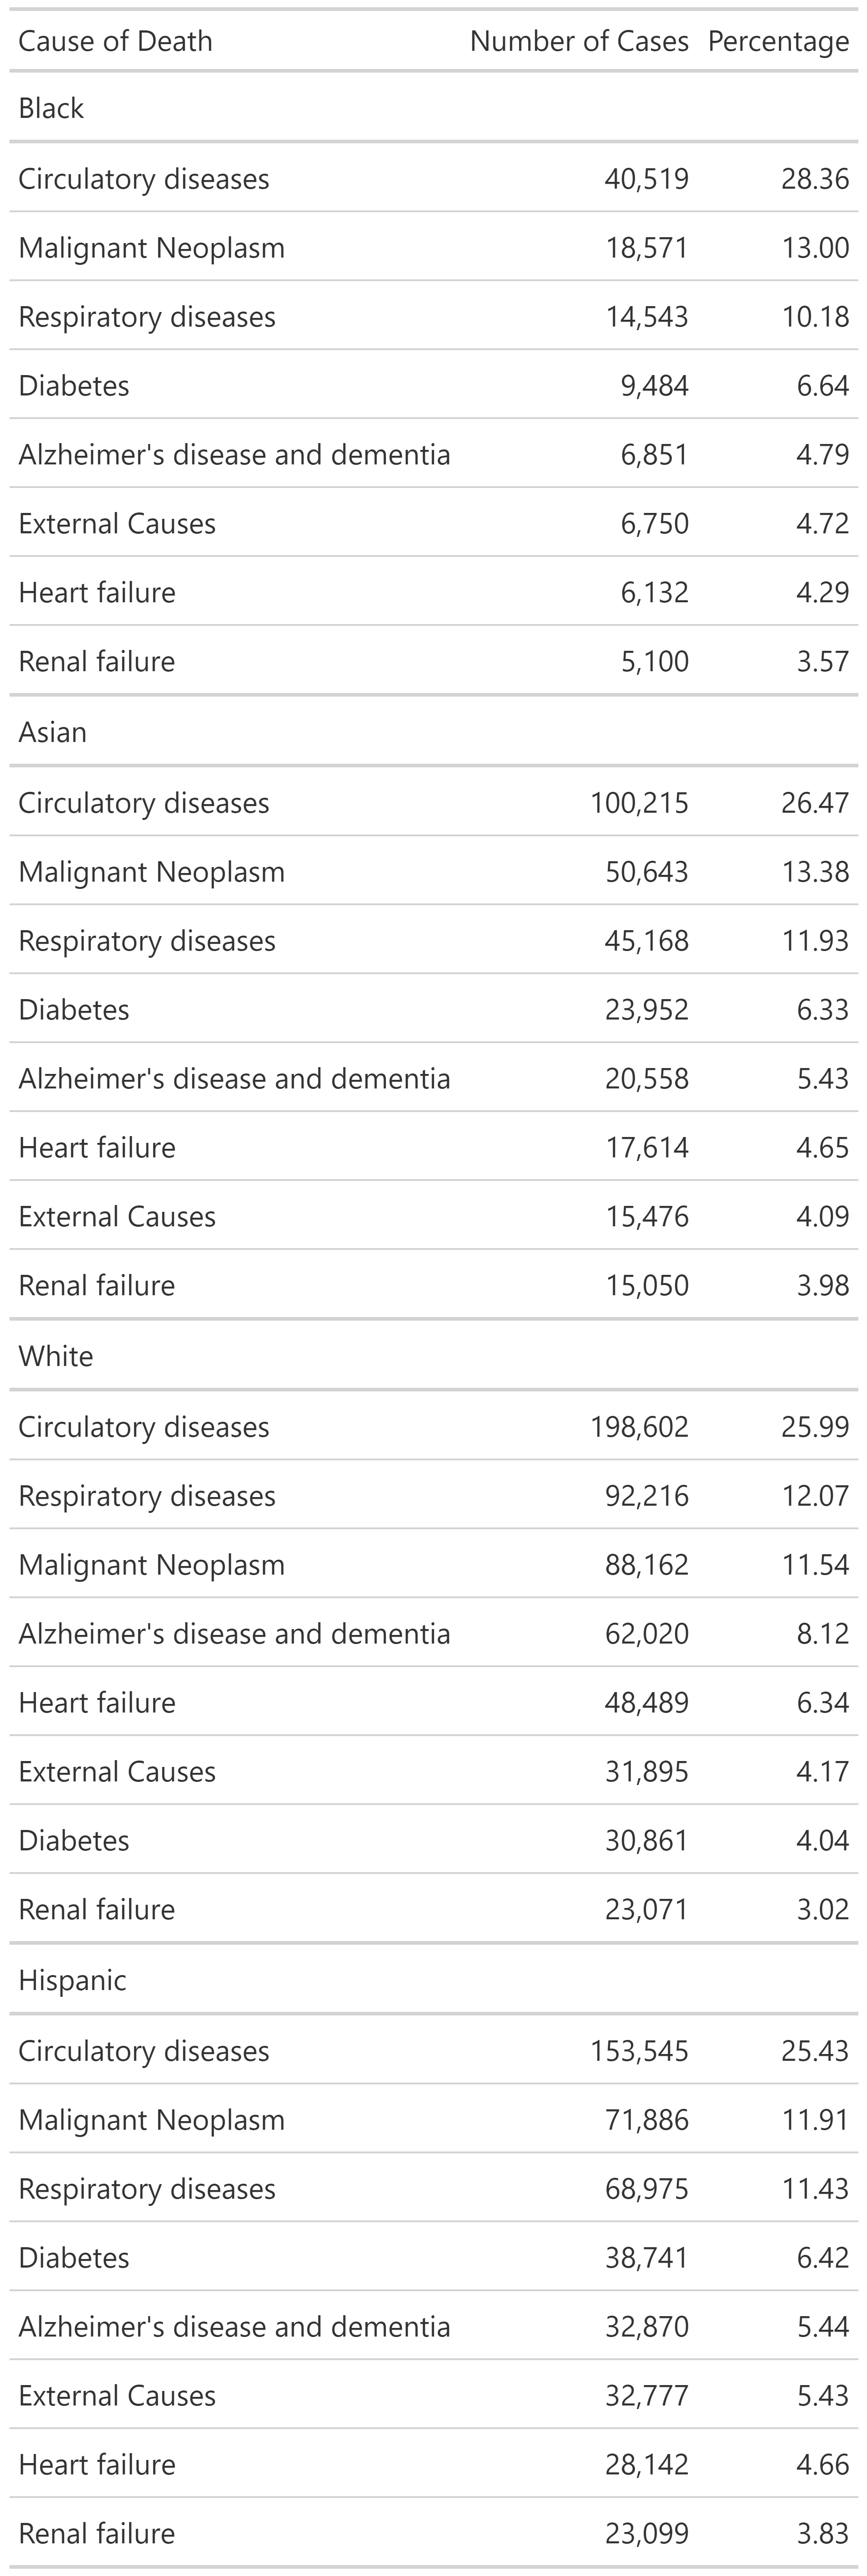 Cause of Death Number of Cases Percentage
Black
Circulatory diseases 40,519 28.36
Malignant Neoplasm 18,571 13.00
Respiratory diseases 14,543 10.18
Diabetes 9,484 6.64
Alzheimer's disease and dementia 6,851 4.79
External Causes 6,750 4.72
Heart failure 6,132 4.29
Renal failure 5,100 3.57
Asian
Circulatory diseases 100,215 26.47
Malignant Neoplasm 50,643 13.38
Respiratory diseases 45,168 11.93
Diabetes 23,952 6.33
Alzheimer's disease and dementia 20,558 5.43
Heart failure 17,614 4.65
External Causes 15,476 4.09
Renal failure 15,050 3.98
White
Circulatory diseases 198,602 25.99
Respiratory diseases 92,216 12.07
Malignant Neoplasm 88,162 11.54
Alzheimer's disease and dementia 62,020 8.12
Heart failure 48,489 6.34
External Causes 31,895 4.17
Diabetes 30,861 4.04
Renal failure 23,071 3.02
Hispanic
Circulatory diseases 153,545 25.43
Malignant Neoplasm 71,886 11.91
Respiratory diseases 68,975 11.43
Diabetes 38,741 6.42
Alzheimer's disease and dementia 32,870 5.44
External Causes 32,777 5.43
Heart failure 28,142 4.66
Renal failure 23,099 3.83